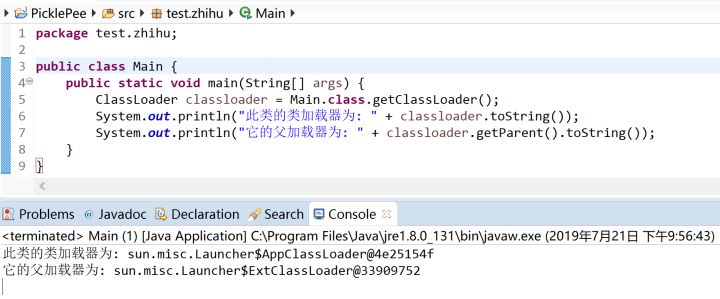 PicklePee src test.zhihu Main
1 package test.zhihu;
2
3 public class Main {
4 public static void main(String[] args) {
5 ClassLoader classloader = Main.class.getClassLoader();
6 System.out.println("此类的类加载器为: " + classloader.toString());
7 System.out.println("它的父加载器为: " + classloader.getParent().toString());
8 }
9 }
Problems @ Javadoc Declaration Search Console
<terminated> Main (1) [Java Application] C:\Program Files\Java\jre1.8.0_131\bin\javaw.exe (2019年7月21日 下午9:56:43)
此类的类加载器为: sun.misc.Launcher$AppClassLoader@4e25154f
它的父加载器为: sun.misc.Launcher$ExtClassLoader@33909752